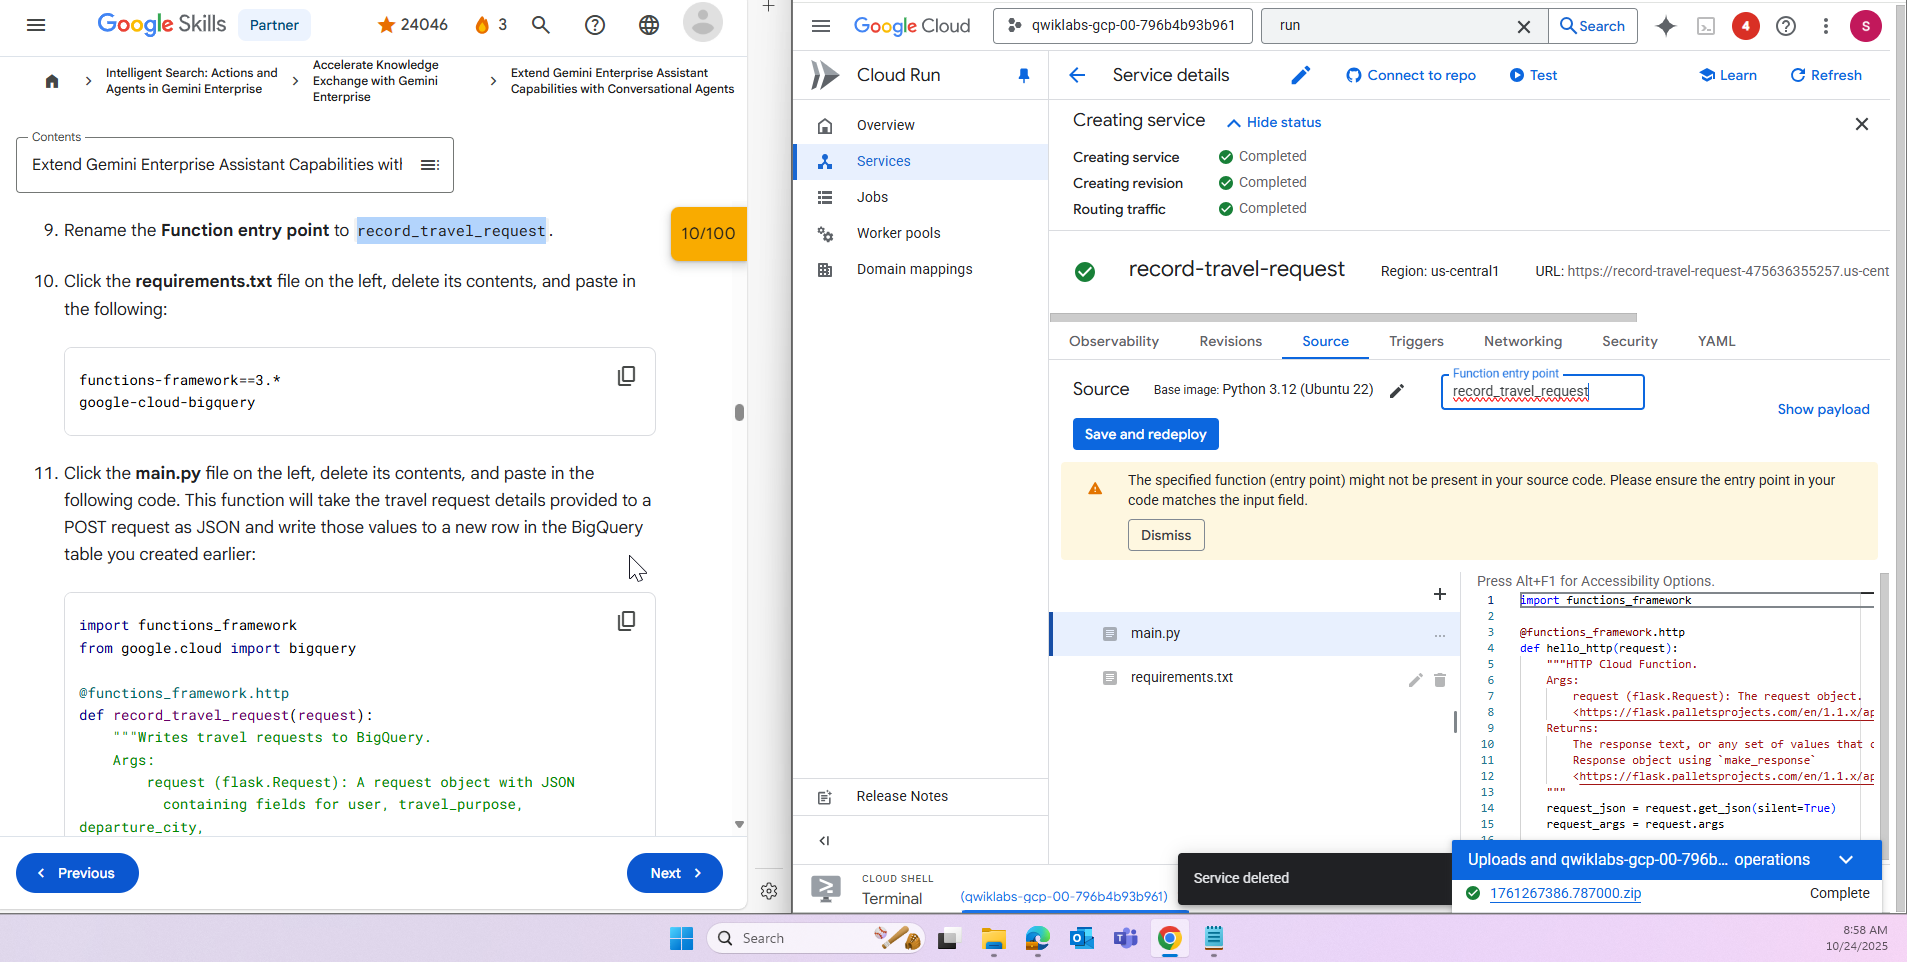 Google Skills
Partner
24046
3
Intelligent Search: Actions and
Agents in Gemini Enterprise
Accelerate Knowledge
Exchange with Gemini
Enterprise
Extend Gemini Enterprise Assistant
Capabilities with Conversational Agents
Contents
Extend Gemini Enterprise Assistant Capabilities with
9. Rename the Function entry point to record_travel_request.
10/100
10. Click the requirements.txt file on the left, delete its contents, and paste in
the following:
functions-framework==3.*
google-cloud-bigquery
11. Click the main.py file on the left, delete its contents, and paste in the
following code. This function will take the travel request details provided to a
POST request as JSON and write those values to a new row in the BigQuery
table you created earlier:
import functions_framework
from google.cloud import bigquery
@functions_framework.http
def record_travel_request(request):
"""Writes travel requests to BigQuery.
Args:
request (flask.Request): A request object with JSON
containing fields for user, travel_purpose,
departure_city,
Previous
Next
Google Cloud
qwiklabs-gcp-00-796b4b93b961
run
Search
4
S
Cloud Run
Service details
Connect to repo
Test
Learn
Refresh
Overview
Services
Jobs
Worker pools
Domain mappings
Release Notes
Creating service
Hide status
Creating service
Completed
Creating revision
Completed
Routing traffic
Completed
record-travel-request
Region: us-central1
URL: https://record-travel-request-475636355257.us-cent
Observability
Revisions
Source
Triggers
Networking
Security
YAML
Source
Base image: Python 3.12 (Ubuntu 22)
Function entry point
record_travel_request
Show payload
Save and redeploy
The specified function (entry point) might not be present in your source code. Please ensure the entry point in your
code matches the input field.
Dismiss
main.py
...
requirements.txt
Press Alt+F1 for Accessibility Options.
1 import functions_framework
2
3 @functions_framework.http
4 def hello_http(request):
5 """HTTP Cloud Function.
6 Args:
7 request (flask.Request): The request object.
8 <https://flask.palletsprojects.com/en/1.1.x/ap
9 Returns:
10 The response text, or any set of values that c
11 Response object using `make_response`
12 <https://flask.palletsprojects.com/en/1.1.x/ap
13 """
14 request_json = request.get_json(silent=True)
15 request_args = request.args
CLOUD SHELL
Terminal
(qwiklabs-gcp-00-796b4b93b961)
Service deleted
Uploads and qwiklabs-gcp-00-796b... operations
1761267386.787000.zip
Complete
Search
8:58 AM
10/24/2025